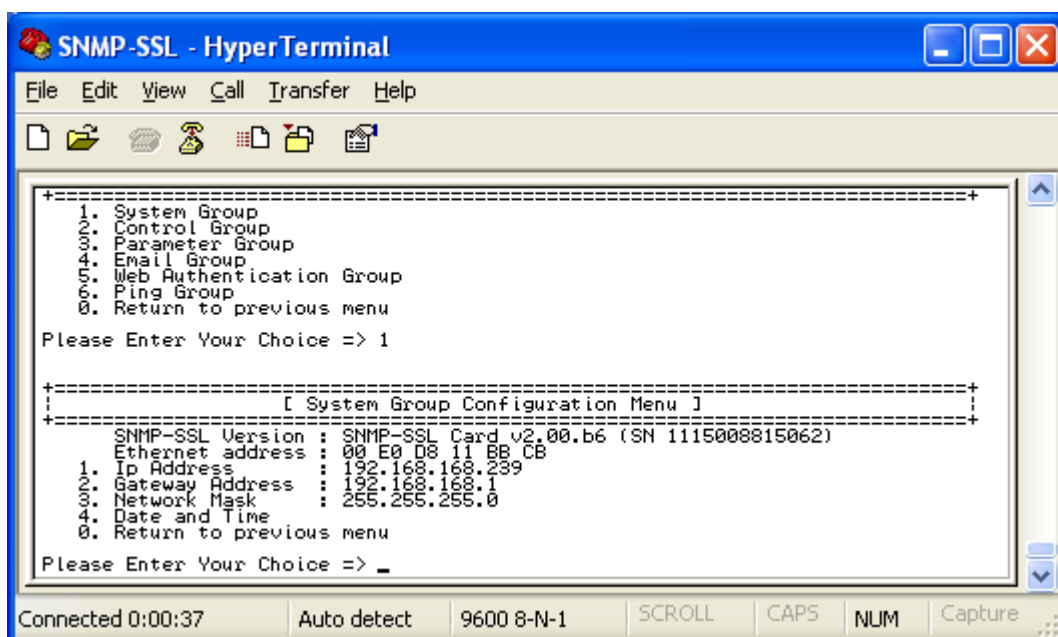 SNMP-SSL - HyperTerminal
File Edit View Call Transfer Help
1. System Group
2. Control Group
3. Parameter Group
4. Email Group
5. Web Authentication Group
6. Ping Group
0. Return to previous menu
Please Enter Your Choice => 1
[ System Group Configuration Menu ]
SNMP-SSL Version : SNMP-SSL Card v2.00.b6 (SN 1115008815062)
Ethernet address : 00 E0 D8 11 BB CB
1. Ip Address : 192.168.168.239
2. Gateway Address : 192.168.168.1
3. Network Mask : 255.255.255.0
4. Date and Time
0. Return to previous menu
Please Enter Your Choice => _
Connected 0:00:37 Auto detect 9600 8-N-1 SCROLL CAPS NUM Capture